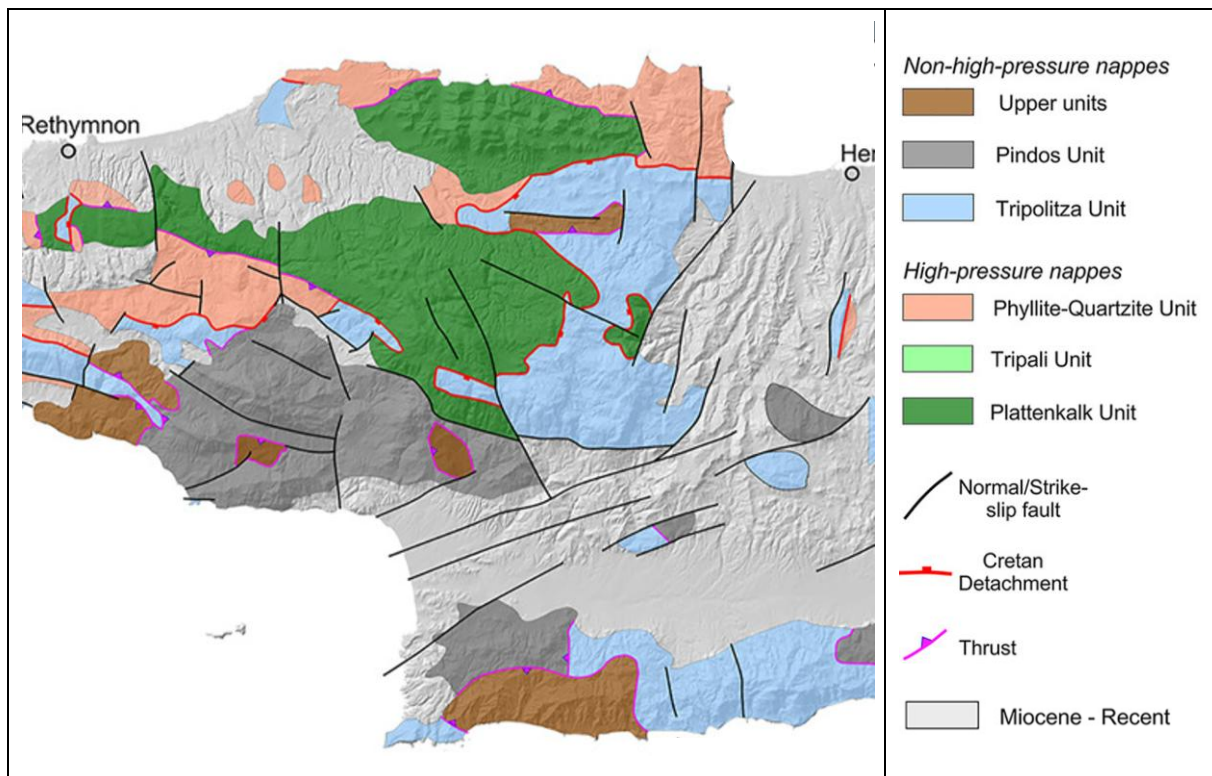 Rethymnon
Her
Non-high-pressure nappes
Upper units
Pindos Unit
Tripolitza Unit
High-pressure nappes
Phyllite-Quartzite Unit
Tripali Unit
Plattenkalk Unit
Normal/Strike-
slip fault
Cretan
Detachment
Thrust
Miocene - Recent